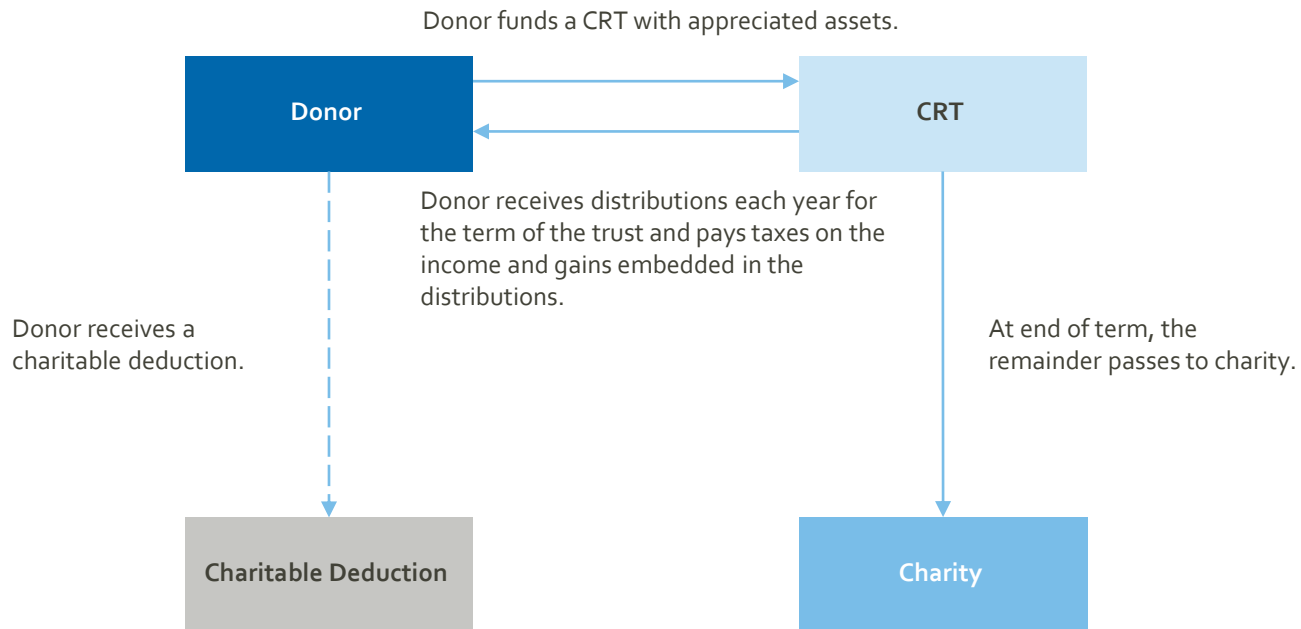 Donor funds a CRT with appreciated assets.
Donor
CRT
Donor receives distributions each year for
the term of the trust and pays taxes on the
income and gains embedded in the
distributions.
Donor receives a
charitable deduction.
At end of term, the
remainder passes to charity.
Charitable Deduction
Charity